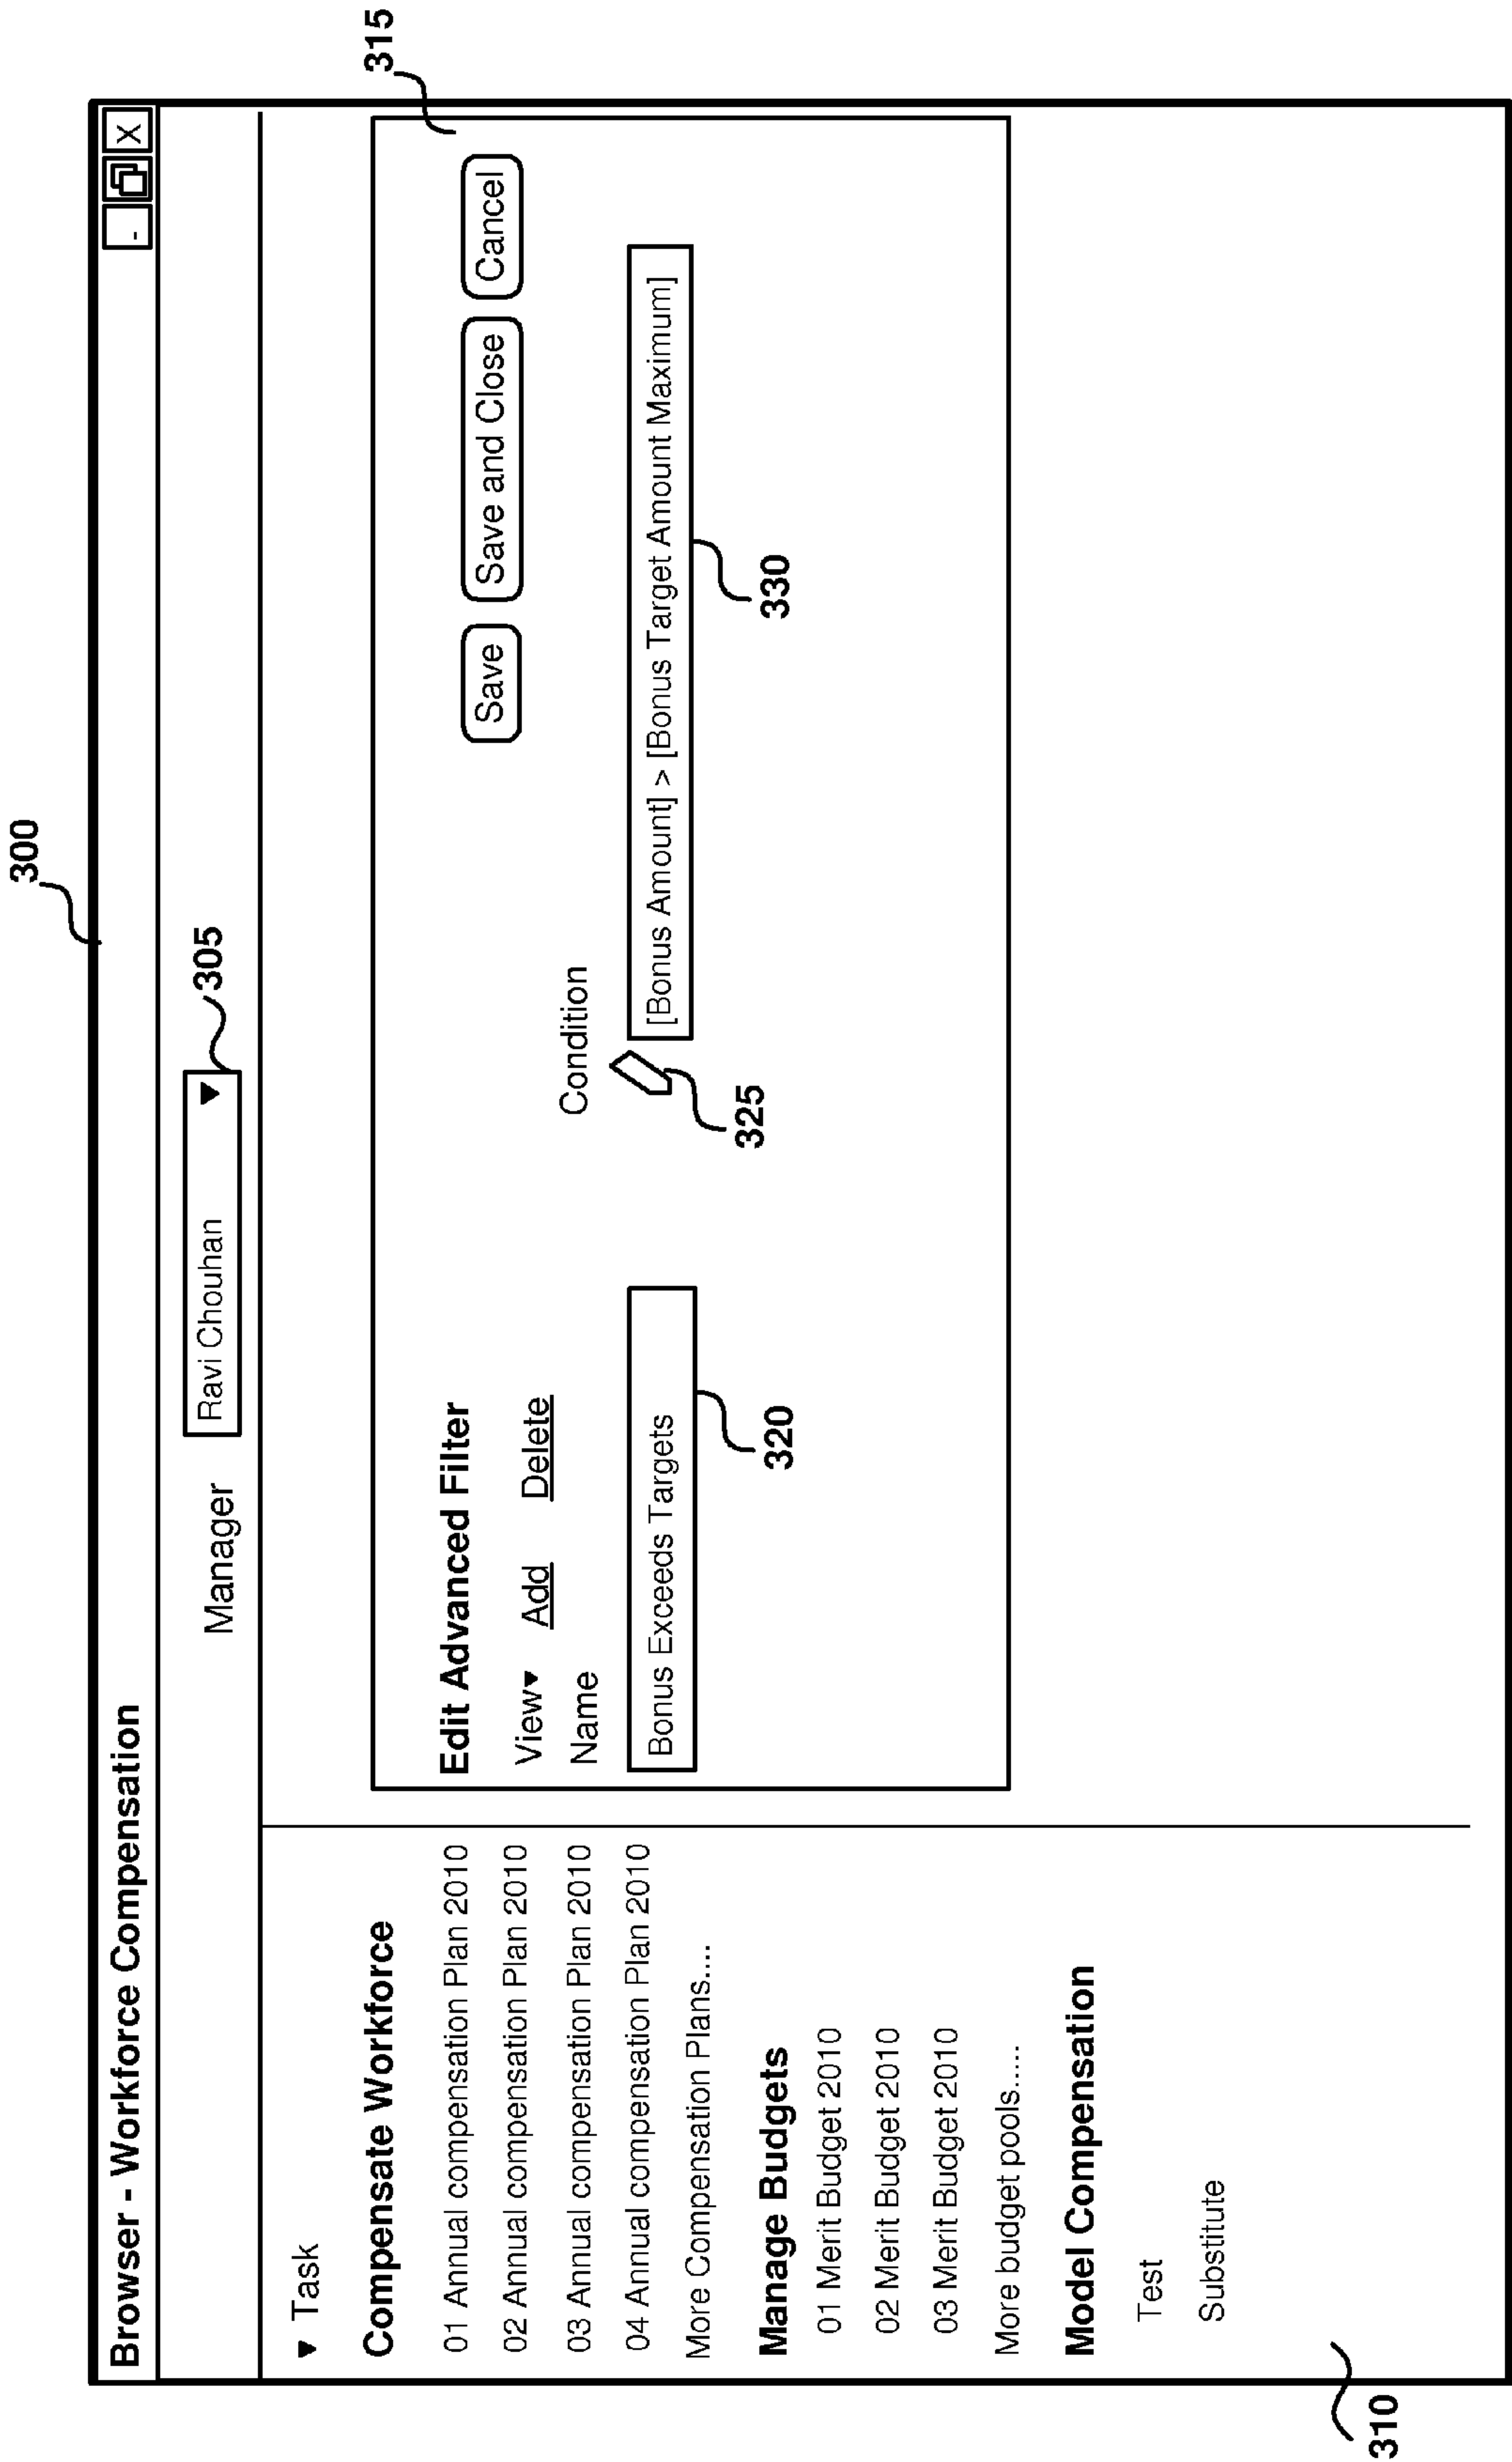 300
Browser - Workforce Compensation
- X
Manager Ravi Chouhan ▼ 305
▼ Task
Compensate Workforce
01 Annual compensation Plan 2010
02 Annual compensation Plan 2010
03 Annual compensation Plan 2010
04 Annual compensation Plan 2010
More Compensation Plans....
Manage Budgets
01 Merit Budget 2010
02 Merit Budget 2010
03 Merit Budget 2010
More budget pools.....
Model Compensation
Test
Substitute
310
315
Edit Advanced Filter
Save Save and Close Cancel
View▼ Add Delete
Name Condition
Bonus Exceeds Targets [Bonus Amount] > [Bonus Target Amount Maximum]
320 325 330